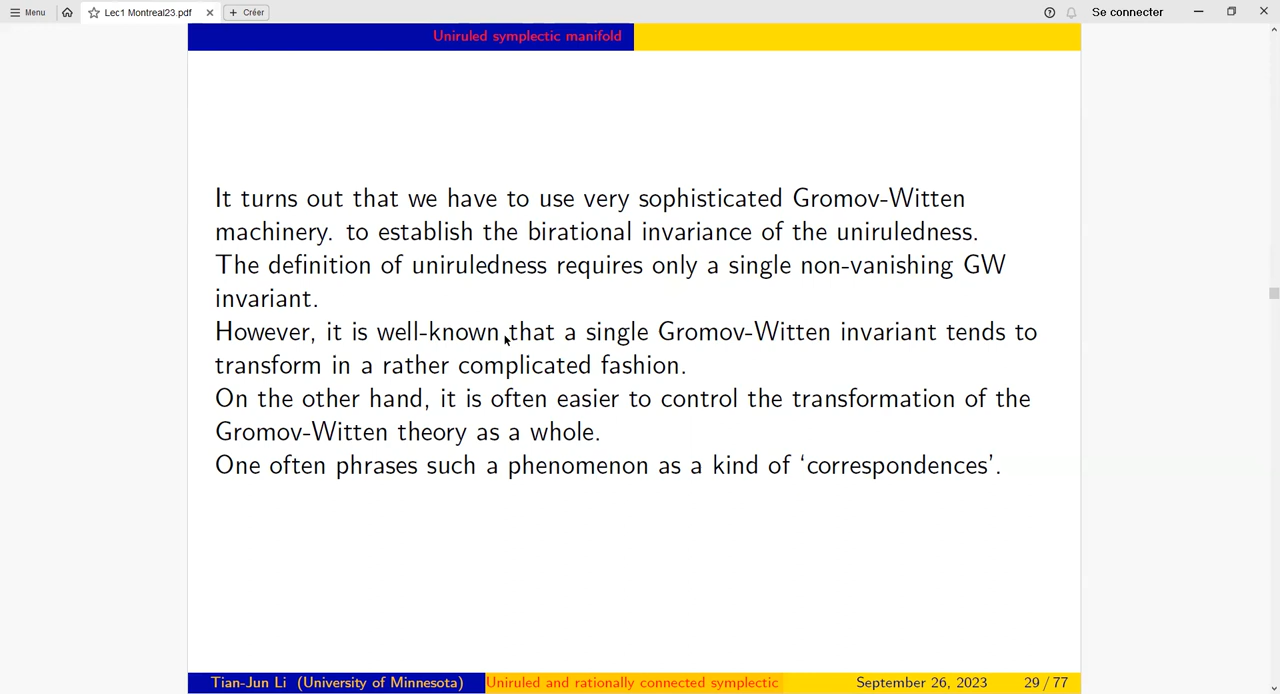 Menu
Lec1 Montreal23.pdf
Créer
Se connecter
Uniruled symplectic manifold
It turns out that we have to use very sophisticated Gromov-Witten
machinery. to establish the birational invariance of the uniruledness.
The definition of uniruledness requires only a single non-vanishing GW
invariant.
However, it is well-known that a single Gromov-Witten invariant tends to
transform in a rather complicated fashion.
On the other hand, it is often easier to control the transformation of the
Gromov-Witten theory as a whole.
One often phrases such a phenomenon as a kind of ‘correspondences’.
Tian-Jun Li (University of Minnesota)
Uniruled and rationally connected symplectic
September 26, 2023
29 / 77